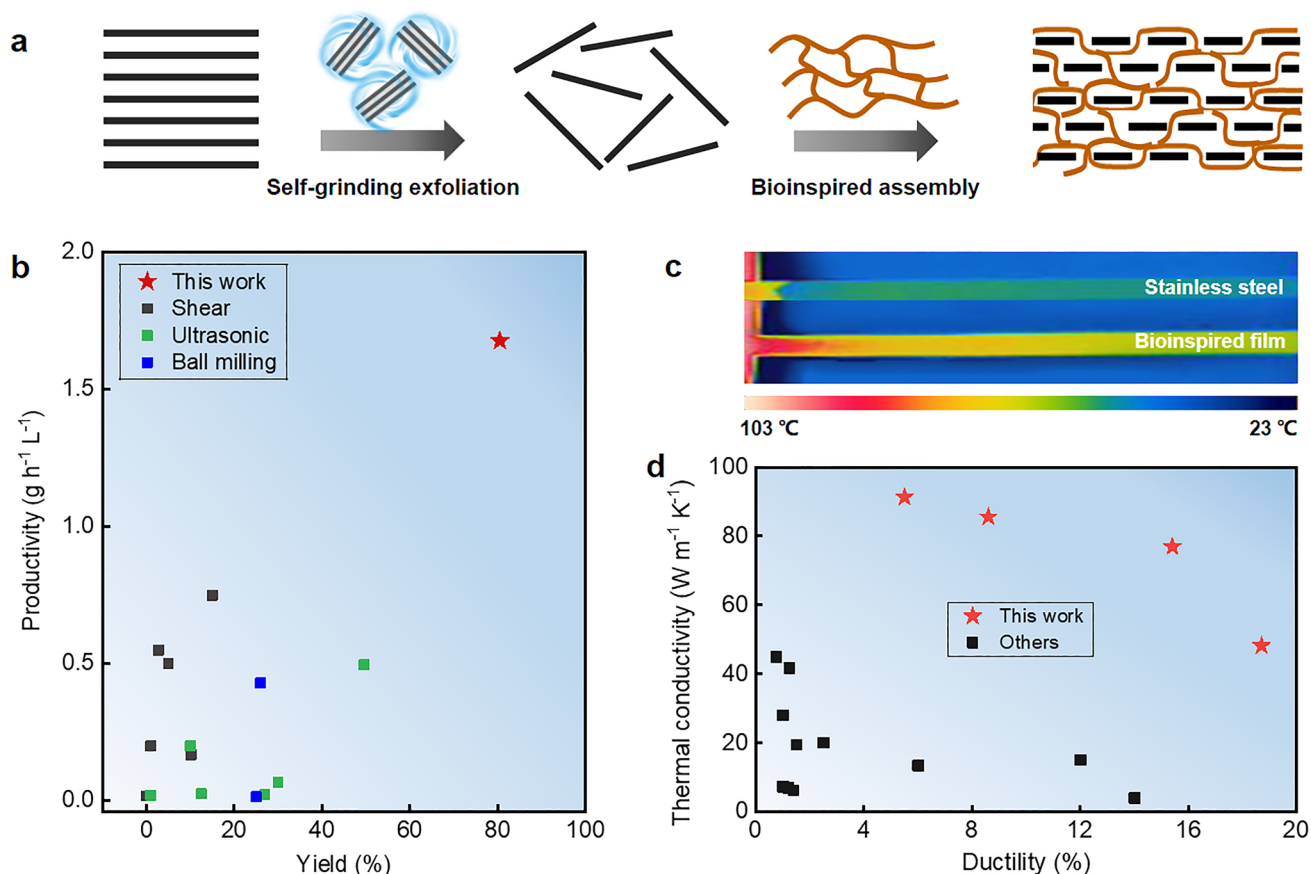 a
Self-grinding exfoliation
Bioinspired assembly
b
2.0
1.5
1.0
0.5
0.0
Productivity (g h⁻¹ L⁻¹)
This work
Shear
Ultrasonic
Ball milling
0 20 40 60 80 100
Yield (%)
c
Stainless steel
Bioinspired film
103 ℃ 23 ℃
d
100
80
60
40
20
0
Thermal conductivity (W m⁻¹ K⁻¹)
This work
Others
0 4 8 12 16 20
Ductility (%)